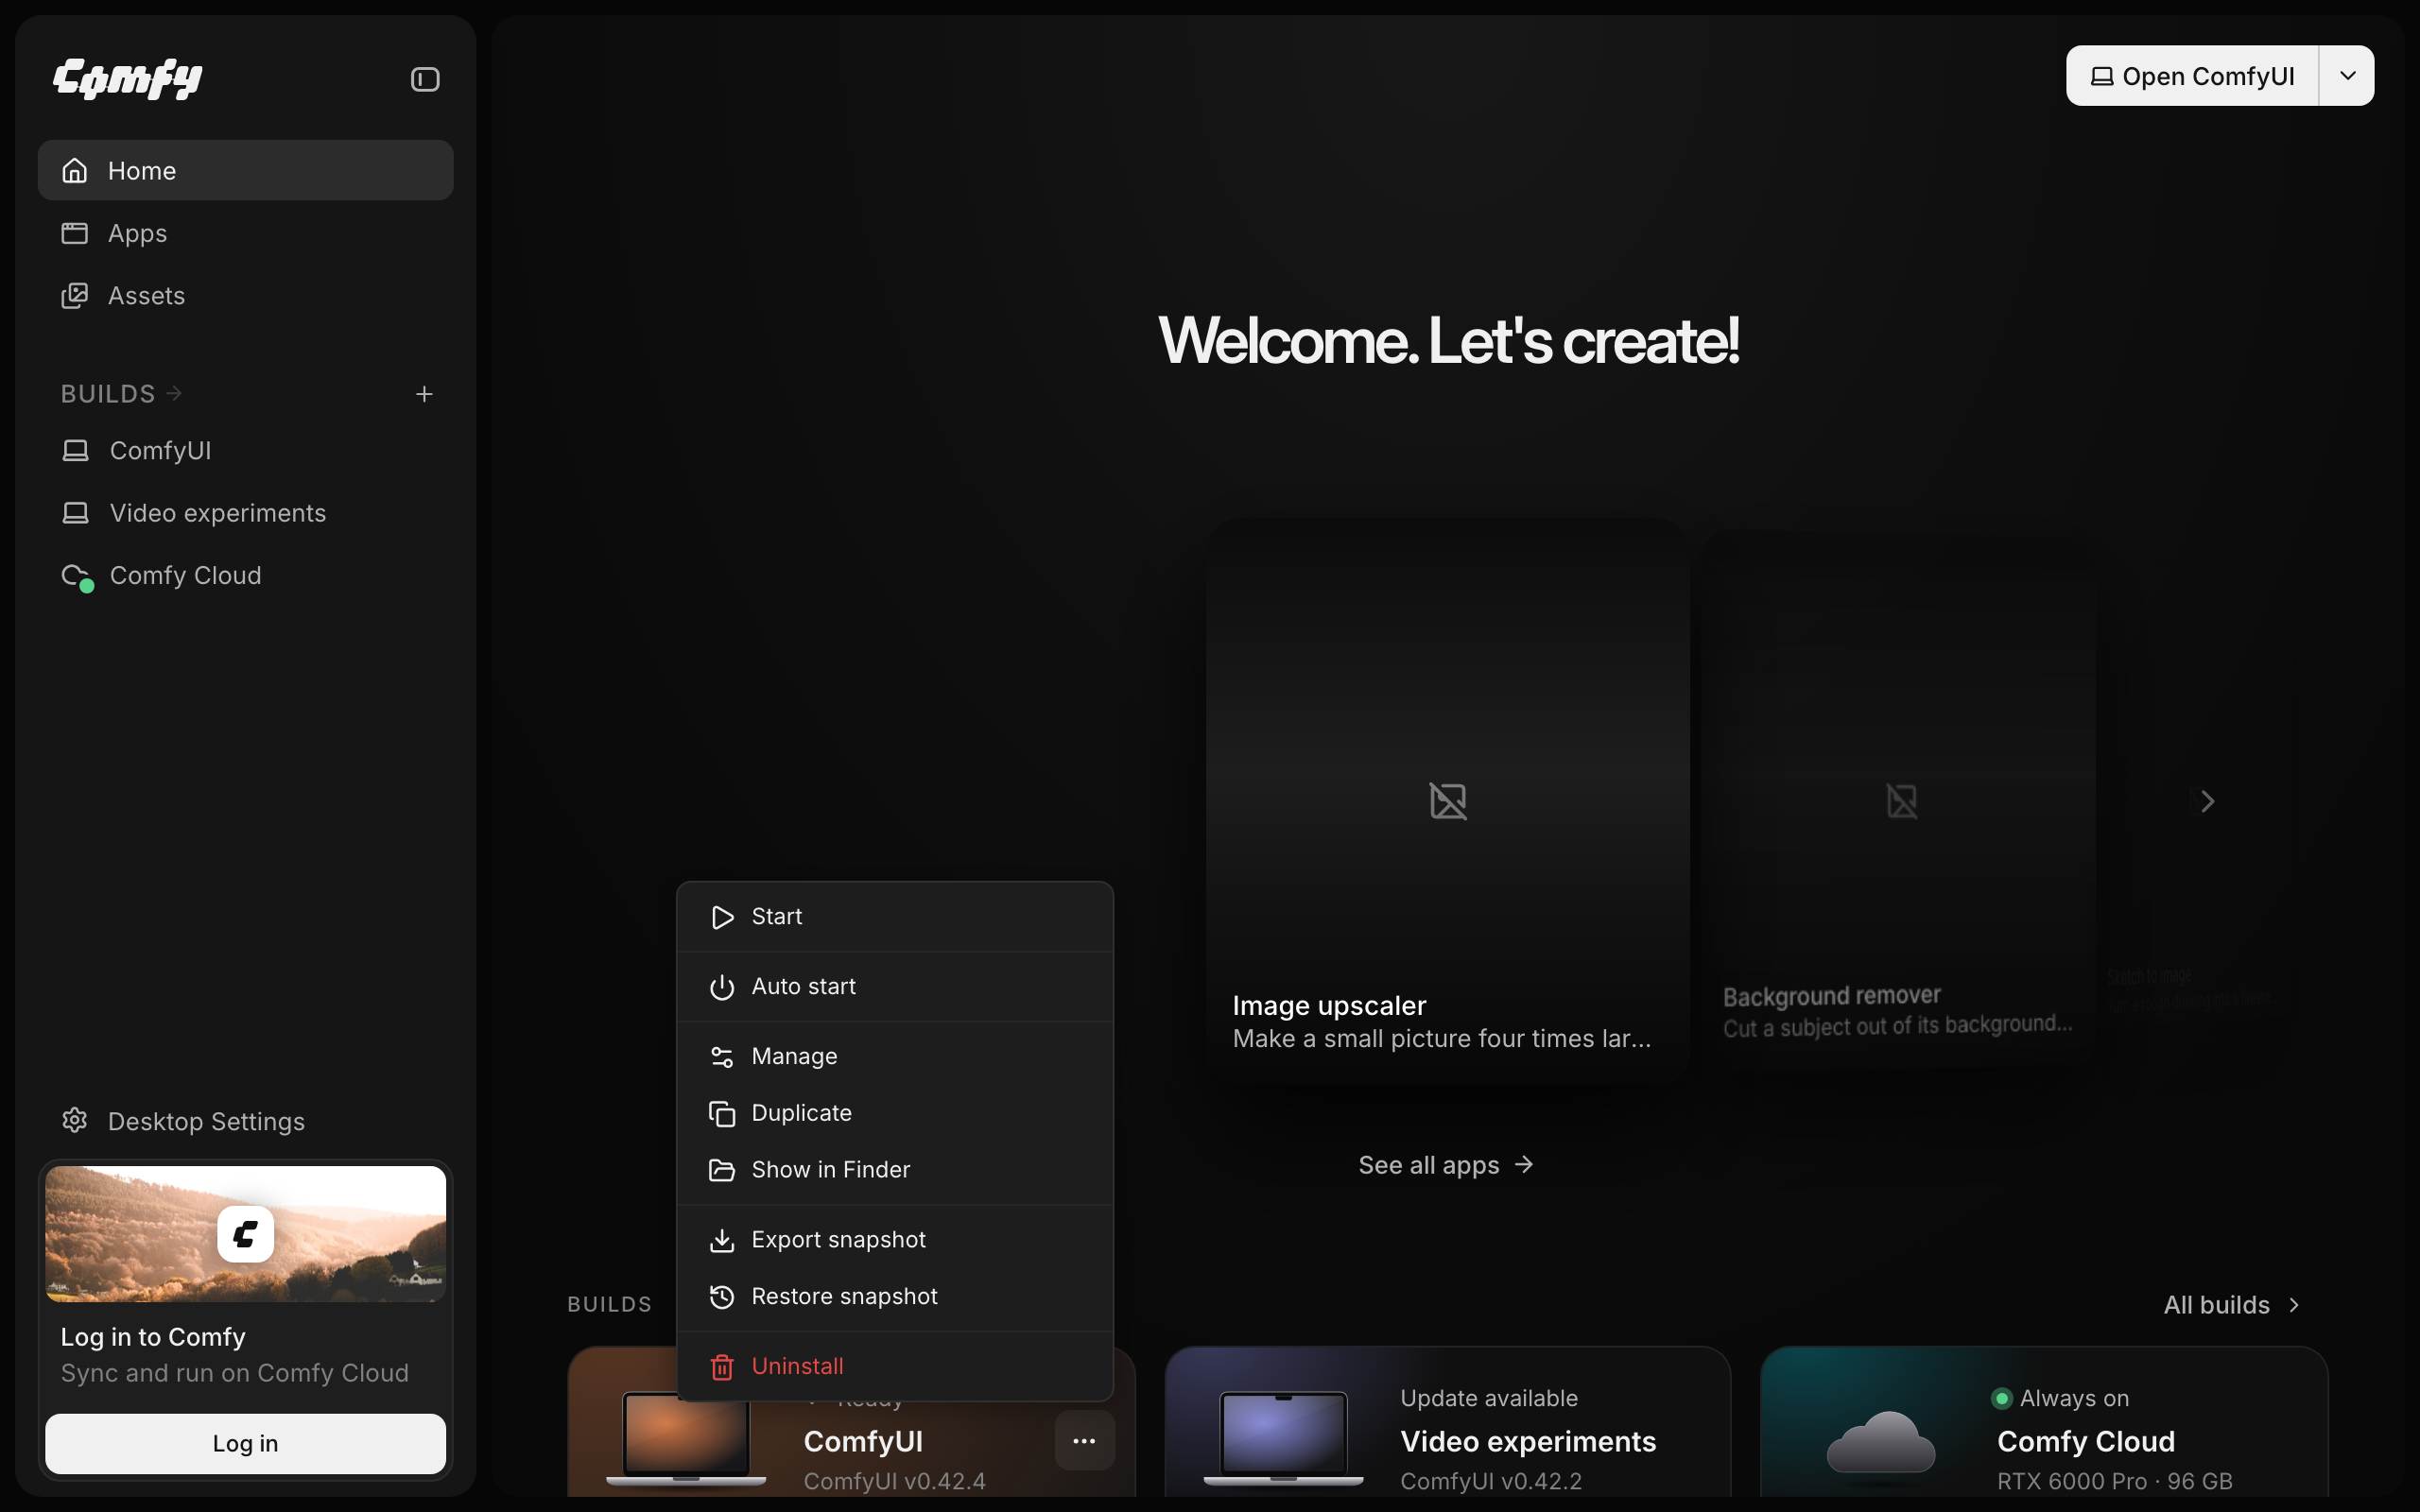 Comfy
Open ComfyUI
Home
Apps
Assets
Welcome. Let's create!
BUILDS
ComfyUI
Video experiments
Comfy Cloud
Start
Auto start
Manage
Duplicate
Show in Finder
Export snapshot
Restore snapshot
Uninstall
Image upscaler
Make a small picture four times lar...
Background remover
Cut a subject out of its background...
Sketch to image
See all apps
Desktop Settings
Log in to Comfy
Sync and run on Comfy Cloud
Log in
BUILDS
All builds
Ready
ComfyUI
ComfyUI v0.42.4
Update available
Video experiments
ComfyUI v0.42.2
Always on
Comfy Cloud
RTX 6000 Pro · 96 GB